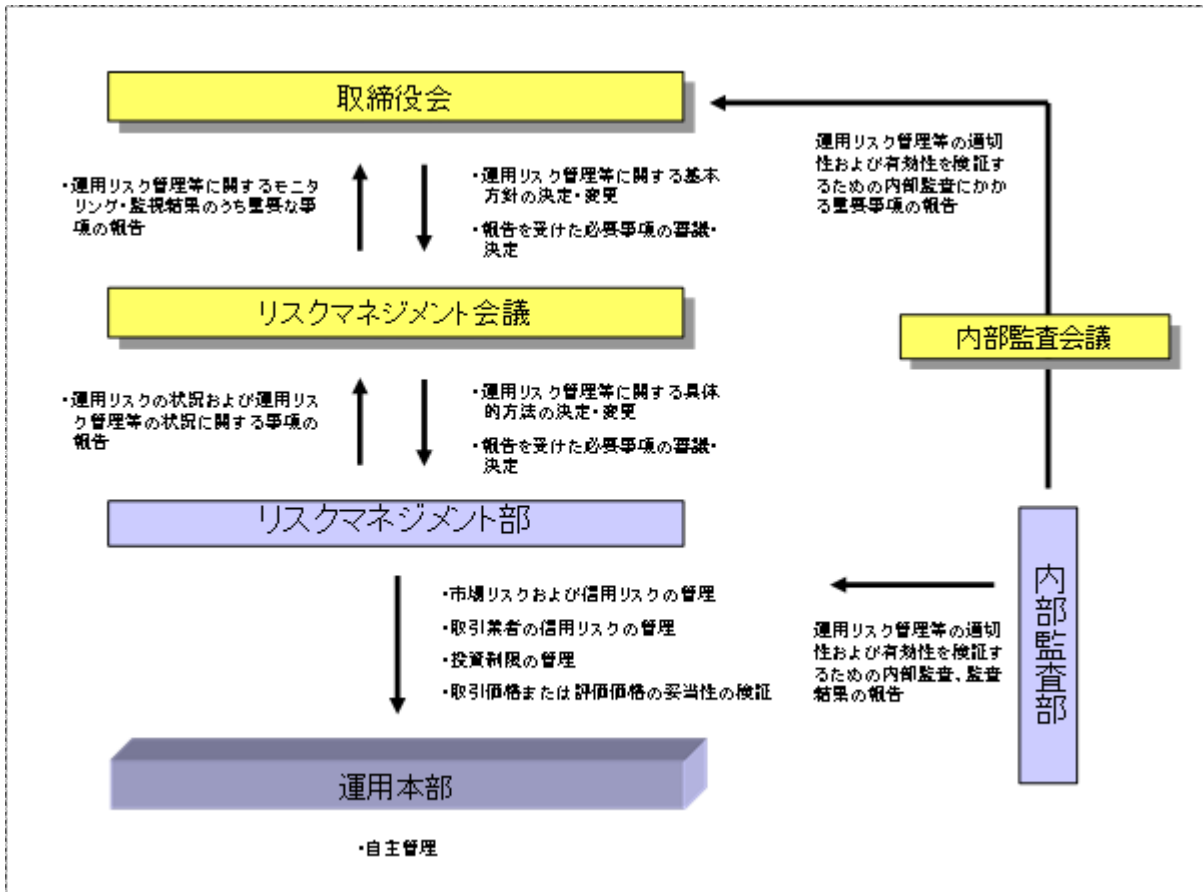 取締役会
・運用リスク管理等に関するモニタ
リング・監視結果のうち重要な事
項の報告
・運用リスク管理等に関する基本
方針の決定・変更
・報告を受けた必要事項の審議・
決定
運用リスク管理等の適切
性および有効性を検証す
るための内部監査にかか
る重要事項の報告
リスクマネジメント会議
内部監査会議
・運用リスクの状況および運用リス
ク管理等の状況に関する事項の
報告
・運用リスク管理等に関する具体
的方法の決定・変更
・報告を受けた必要事項の審議・
決定
リスクマネジメント部
・市場リスクおよび信用リスクの管理
・取引業者の信用リスクの管理
・投資制限の管理
・取引価格または評価価格の妥当性の検証
運用リスク管理等の適切
性および有効性を検証す
るための内部監査、監査
結果の報告
内部監査部
運用本部
・自主管理